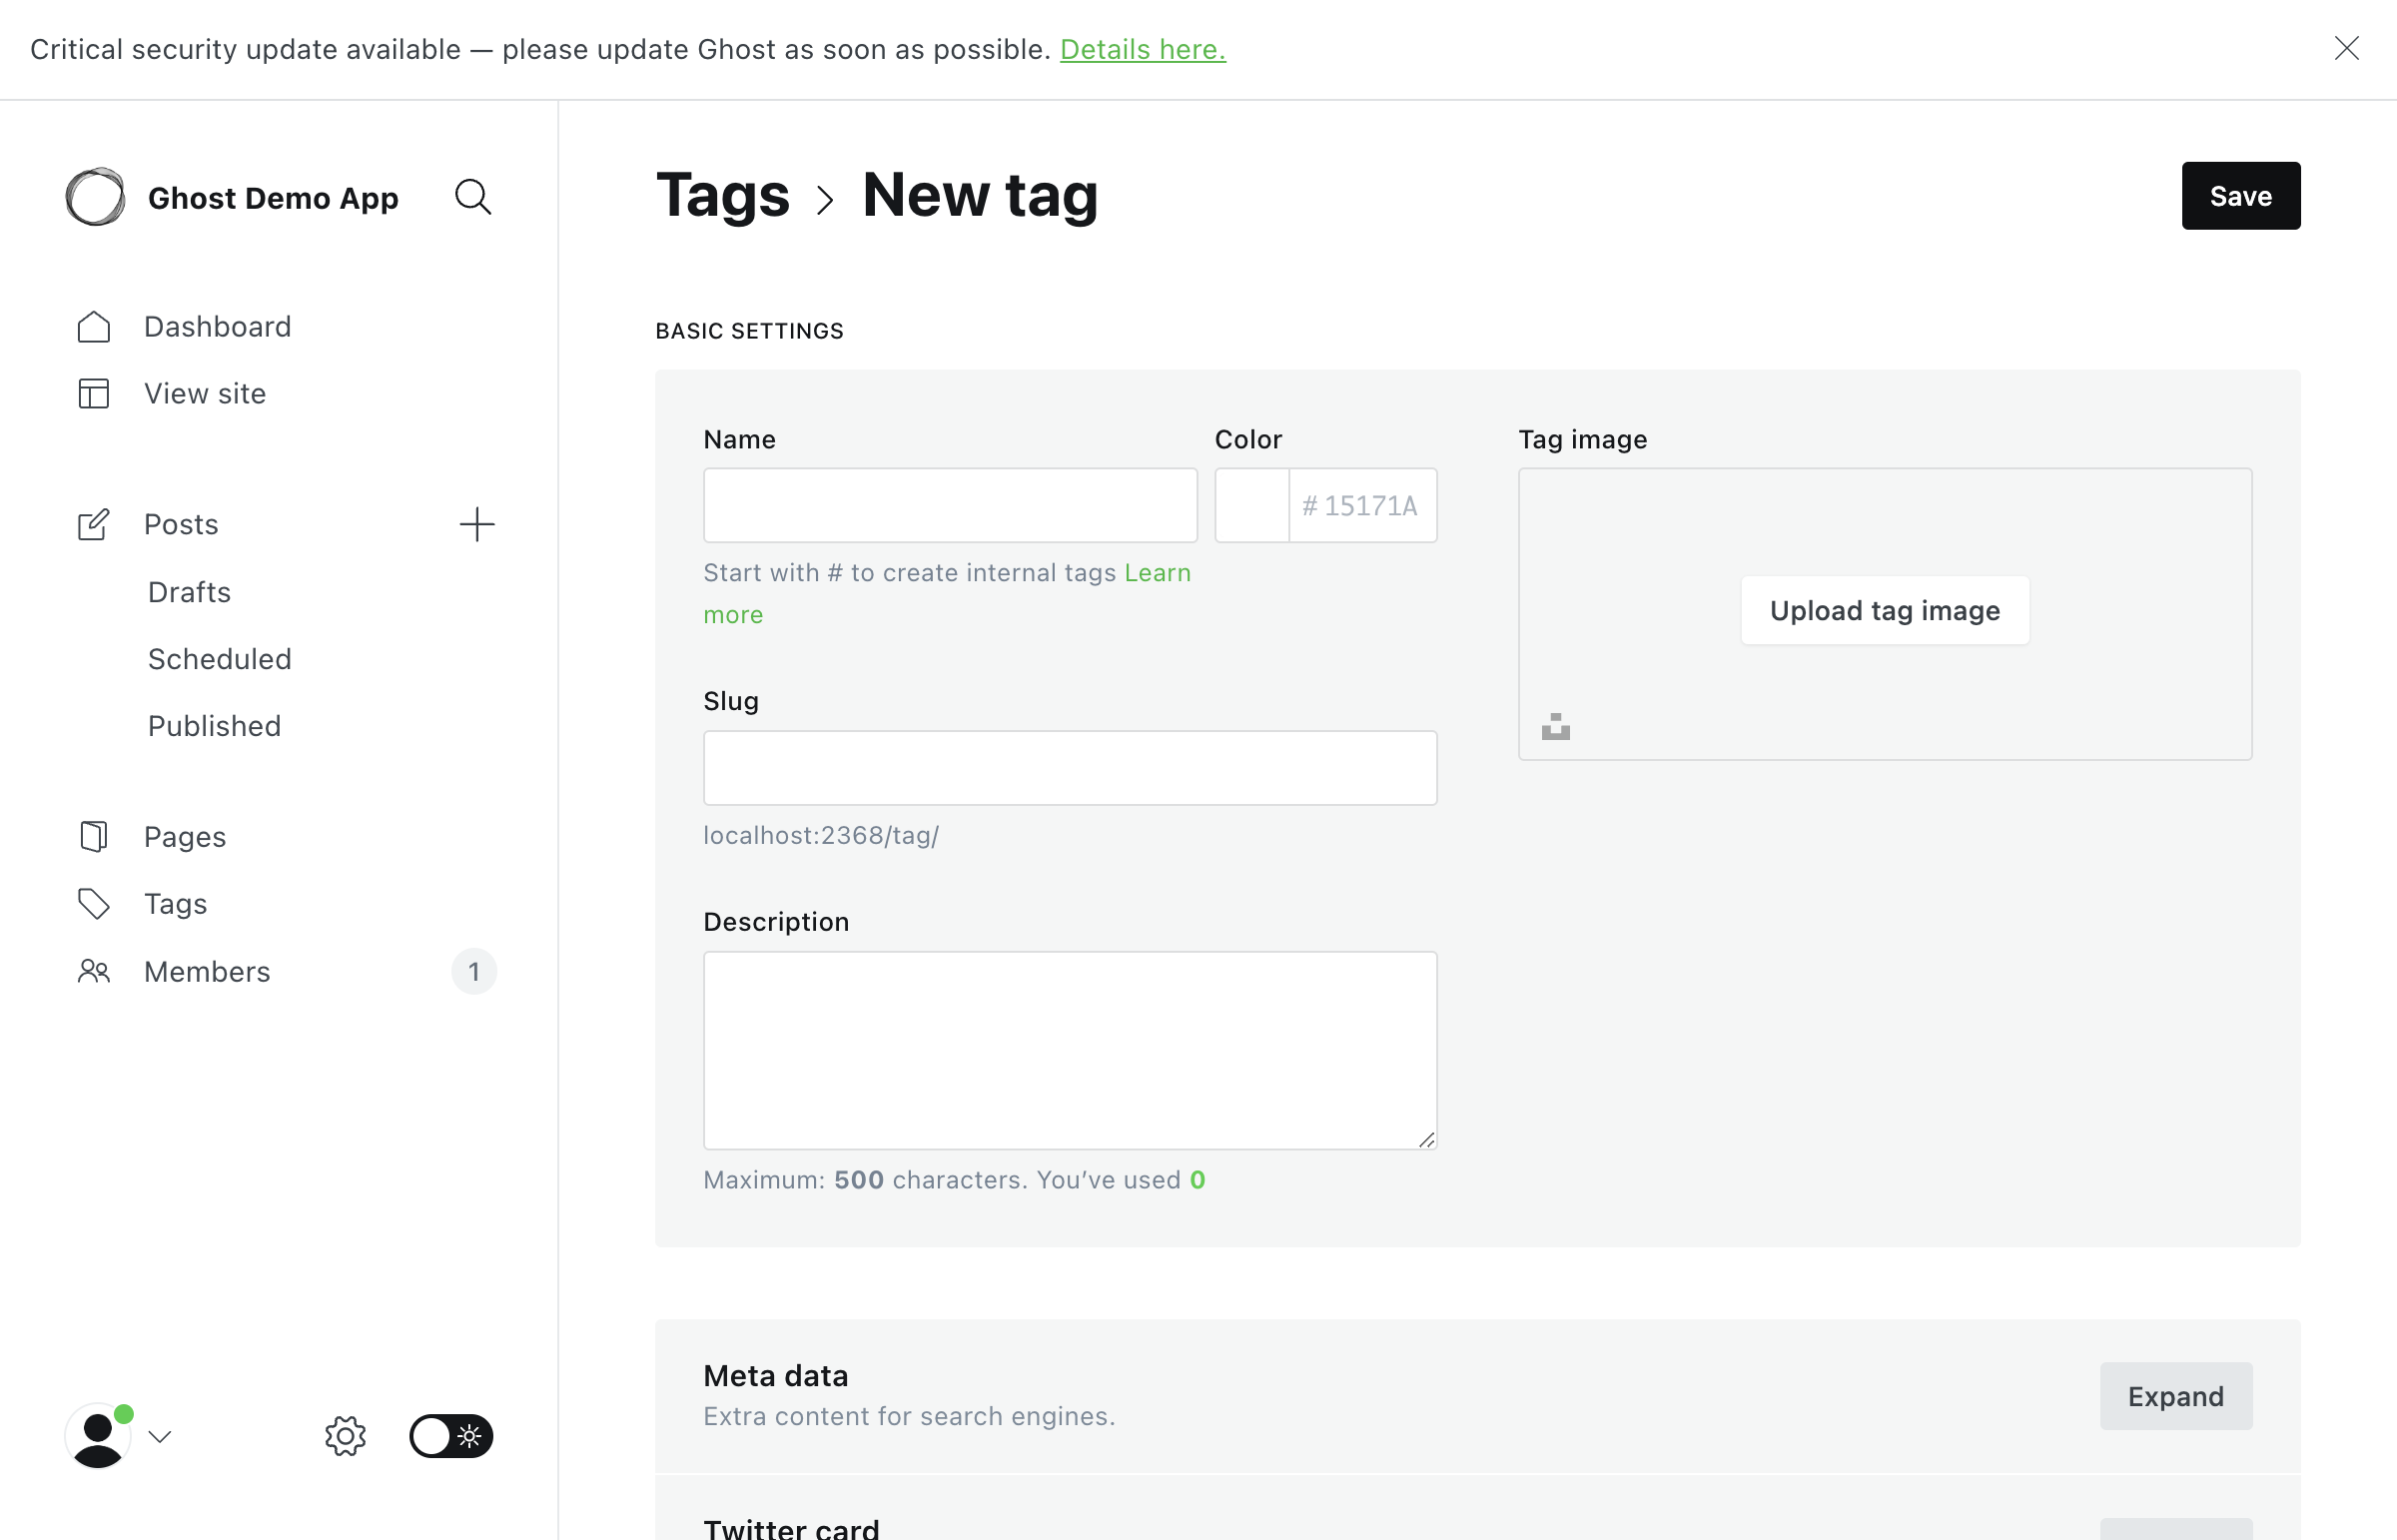 Critical security update available — please update Ghost as soon as possible. Details here.
Ghost Demo App
Dashboard
View site
Posts
Drafts
Scheduled
Published
Pages
Tags
Members 1
Tags > New tag
Save
BASIC SETTINGS
Name
Start with # to create internal tags Learn
more
Color
# 15171A
Slug
localhost:2368/tag/
Description
Maximum: 500 characters. You’ve used 0
Tag image
Upload tag image
Meta data
Extra content for search engines.
Expand
Twitter card